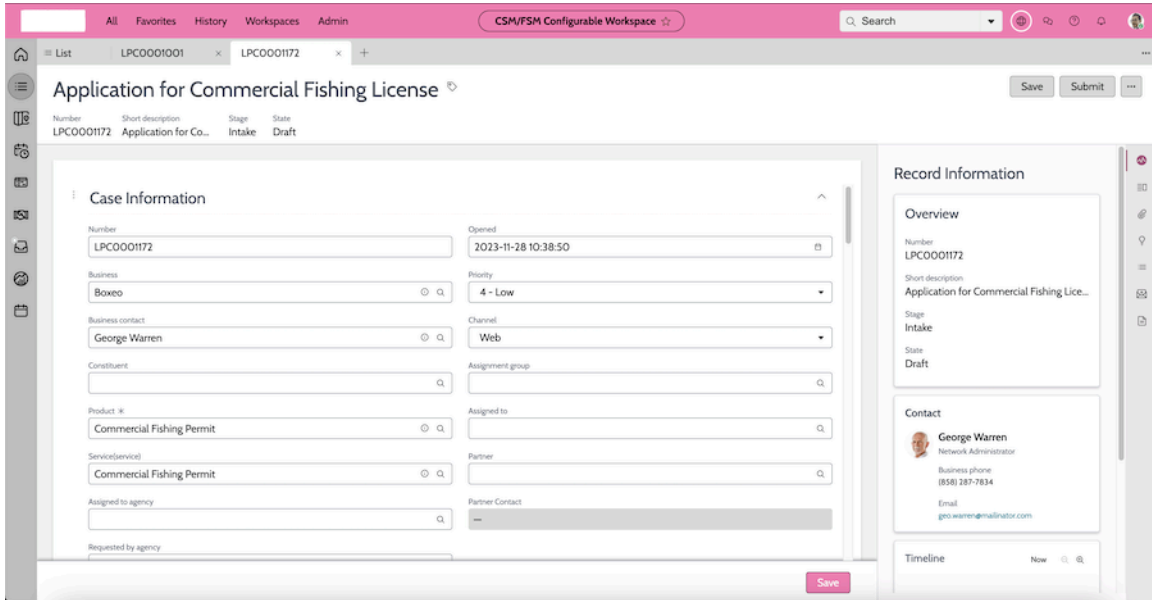 All Favorites History Workspaces Admin CSM/FSM Configurable Workspace Search
List LPC0001001 LPC0001172
Application for Commercial Fishing License Save Submit
Number Short description Stage State
LPC0001172 Application for Co... Intake Draft
Case Information
Number
LPC0001172
Business
Boxeo
Business contact
George Warren
Constituent
Product *
Commercial Fishing Permit
Service(service)
Commercial Fishing Permit
Assigned to agency
Requested by agency
Opened
2023-11-28 10:38:50
Priority
4 - Low
Channel
Web
Assignment group
Assigned to
Partner
Partner Contact
--
Save
Record Information
Overview
Number
LPC0001172
Short description
Application for Commercial Fishing Lice...
Stage
Intake
State
Draft
Contact
George Warren
Network Administrator
Business phone
(858) 287-7834
Email
geo.warren@mailinator.com
Timeline Now